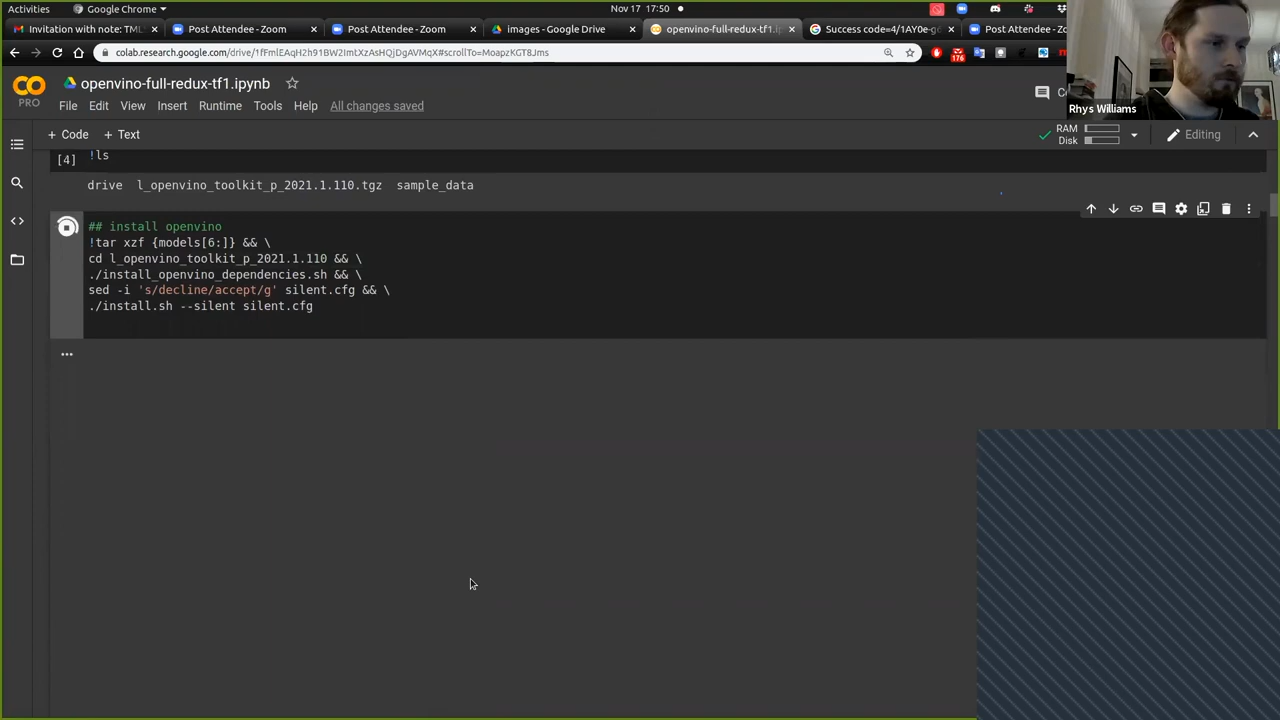 Activities
Google Chrome
Nov 17 17:50
Invitation with note: TML
Post Attendee - Zoom
Post Attendee - Zoom
images - Google Drive
openvino-full-redux-tf1.ip
Success code=4/1AY0e-g
Post Attendee - Zoom
colab.research.google.com/drive/1fFmlEAqH2h91BW2ImtXzAsHQjDgAVMqX#scrollTo=MoapzKGT8Jms
176
PRO
openvino-full-redux-tf1.ipynb
File Edit View Insert Runtime Tools Help All changes saved
Rhys Williams
+ Code + Text
RAM
Disk
Editing
[4] !ls
drive l_openvino_toolkit_p_2021.1.110.tgz sample_data
## install openvino
!tar xzf {models[6:]} && \
cd l_openvino_toolkit_p_2021.1.110 && \
./install_openvino_dependencies.sh && \
sed -i 's/decline/accept/g' silent.cfg && \
./install.sh --silent silent.cfg
...